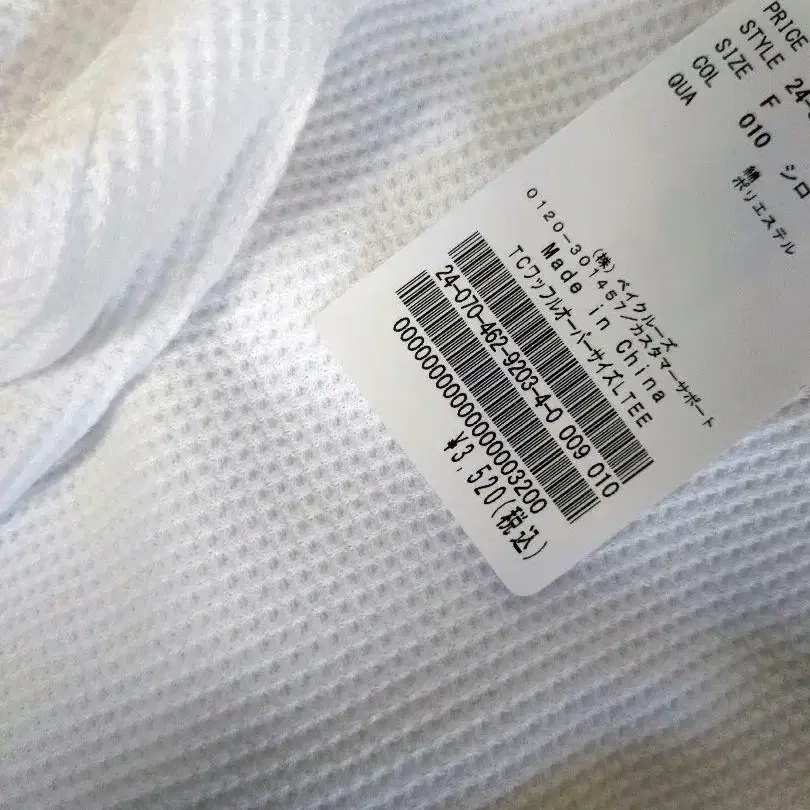 PRICE
STYLE 24-
SIZE F
COL 010 シロ
QUA 綿
ポリエステル
(株)ベイクルーズ
0120-301457/カスタマーサポート
Made in China
TCワッフルオーバーサイズLTEE
24-070-462-9203-4-0 009 010
0000000000000003200
¥3,520(税込)